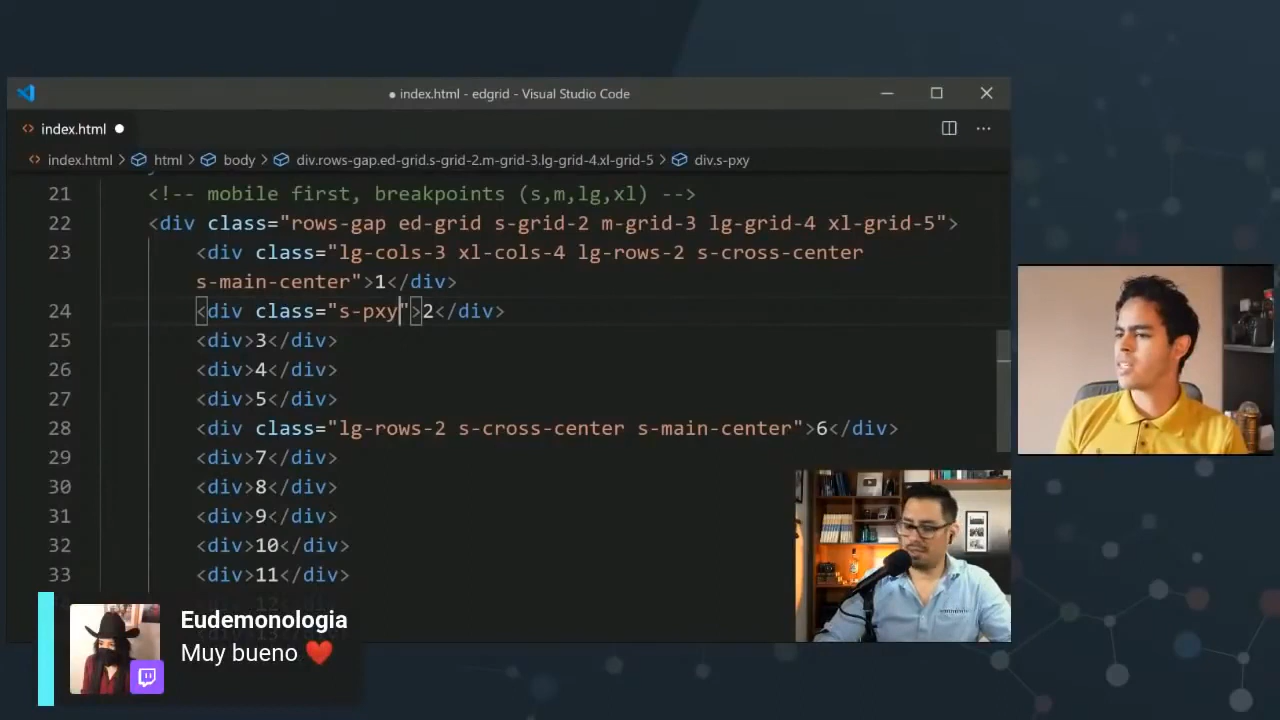 ● index.html - edgrid - Visual Studio Code
index.html ●
index.html > html > body > div.rows-gap.ed-grid.s-grid-2.m-grid-3.lg-grid-4.xl-grid-5 > div.s-pxy
21 <!-- mobile first, breakpoints (s,m,lg,xl) -->
22 <div class="rows-gap ed-grid s-grid-2 m-grid-3 lg-grid-4 xl-grid-5">
23 <div class="lg-cols-3 xl-cols-4 lg-rows-2 s-cross-center
s-main-center">1</div>
24 <div class="s-pxy">2</div>
25 <div>3</div>
26 <div>4</div>
27 <div>5</div>
28 <div class="lg-rows-2 s-cross-center s-main-center">6</div>
29 <div>7</div>
30 <div>8</div>
31 <div>9</div>
32 <div>10</div>
33 <div>11</div>
Eudemonologia
Muy bueno ❤️